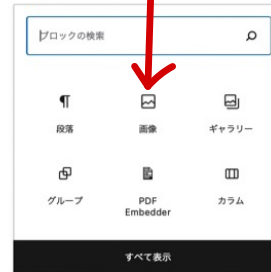 ブロックの検索
段落
画像
ギャラリー
グループ
PDF
Embedder
カラム
すべて表示